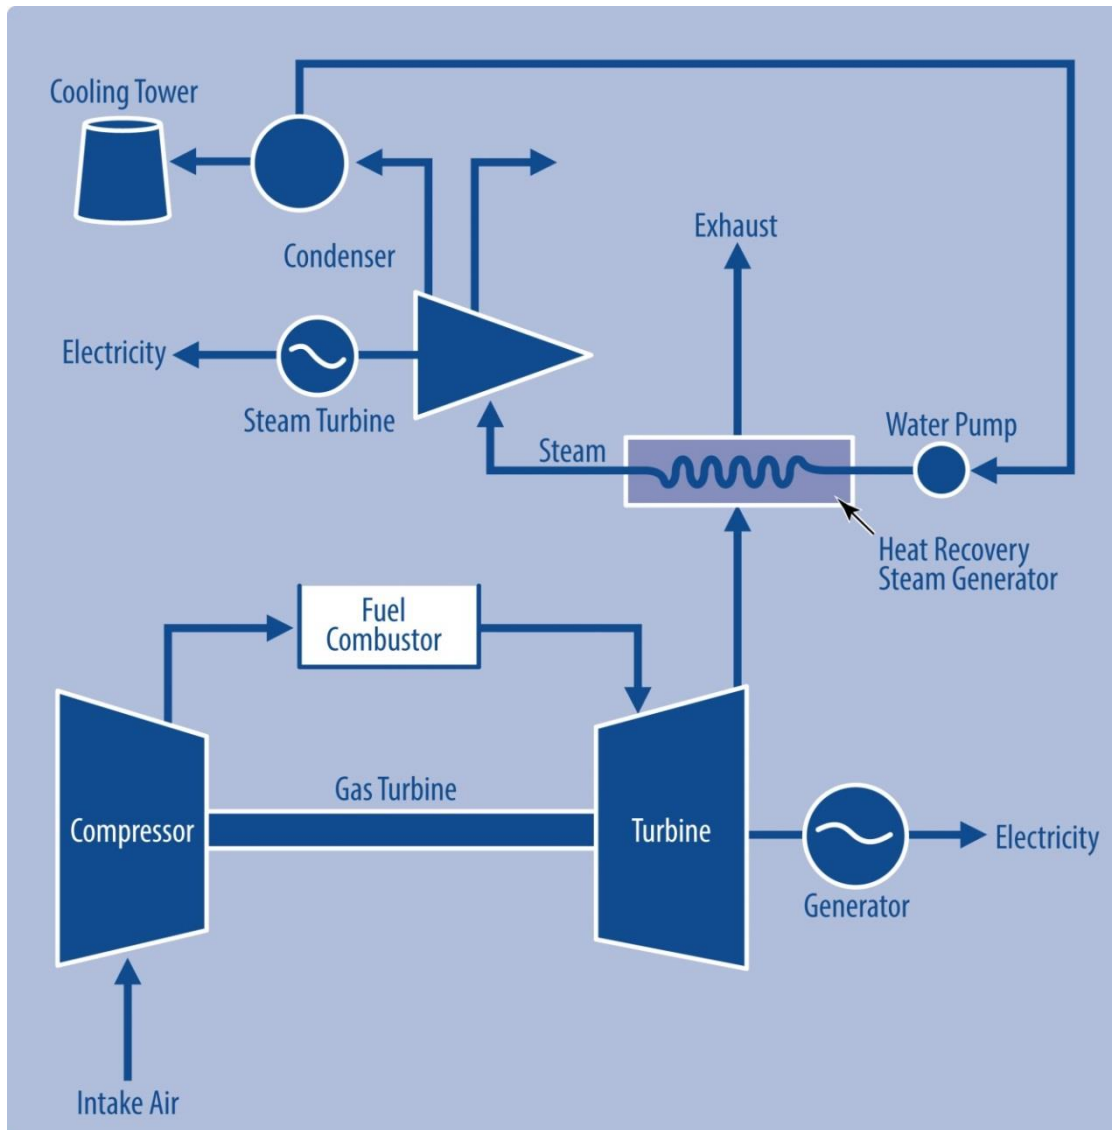 Cooling Tower
Condenser
Exhaust
Electricity
Steam Turbine
Steam
Water Pump
Heat Recovery
Steam Generator
Fuel
Combustor
Gas Turbine
Compressor
Turbine
Electricity
Generator
Intake Air